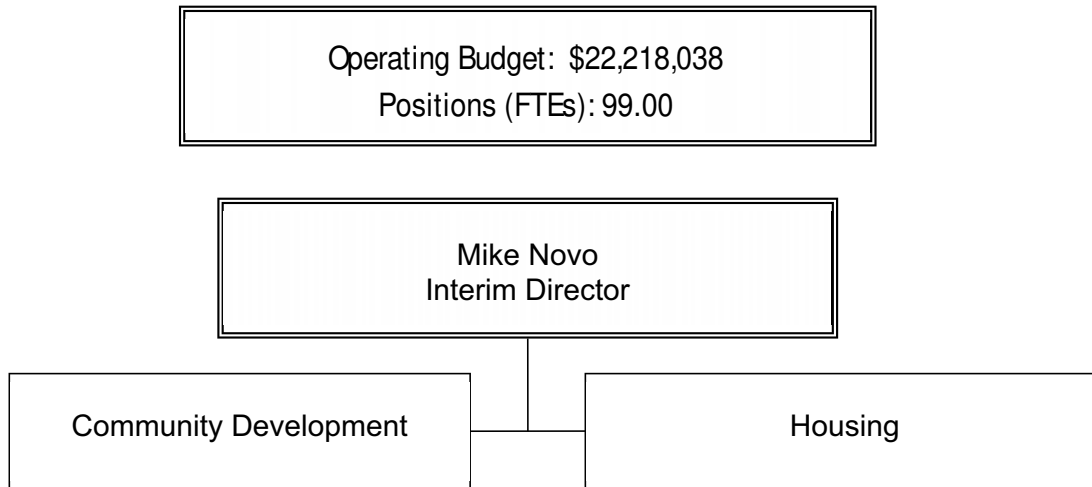 Operating Budget: $22,218,038
Positions (FTEs): 99.00
Mike Novo
Interim Director
Community Development
Housing